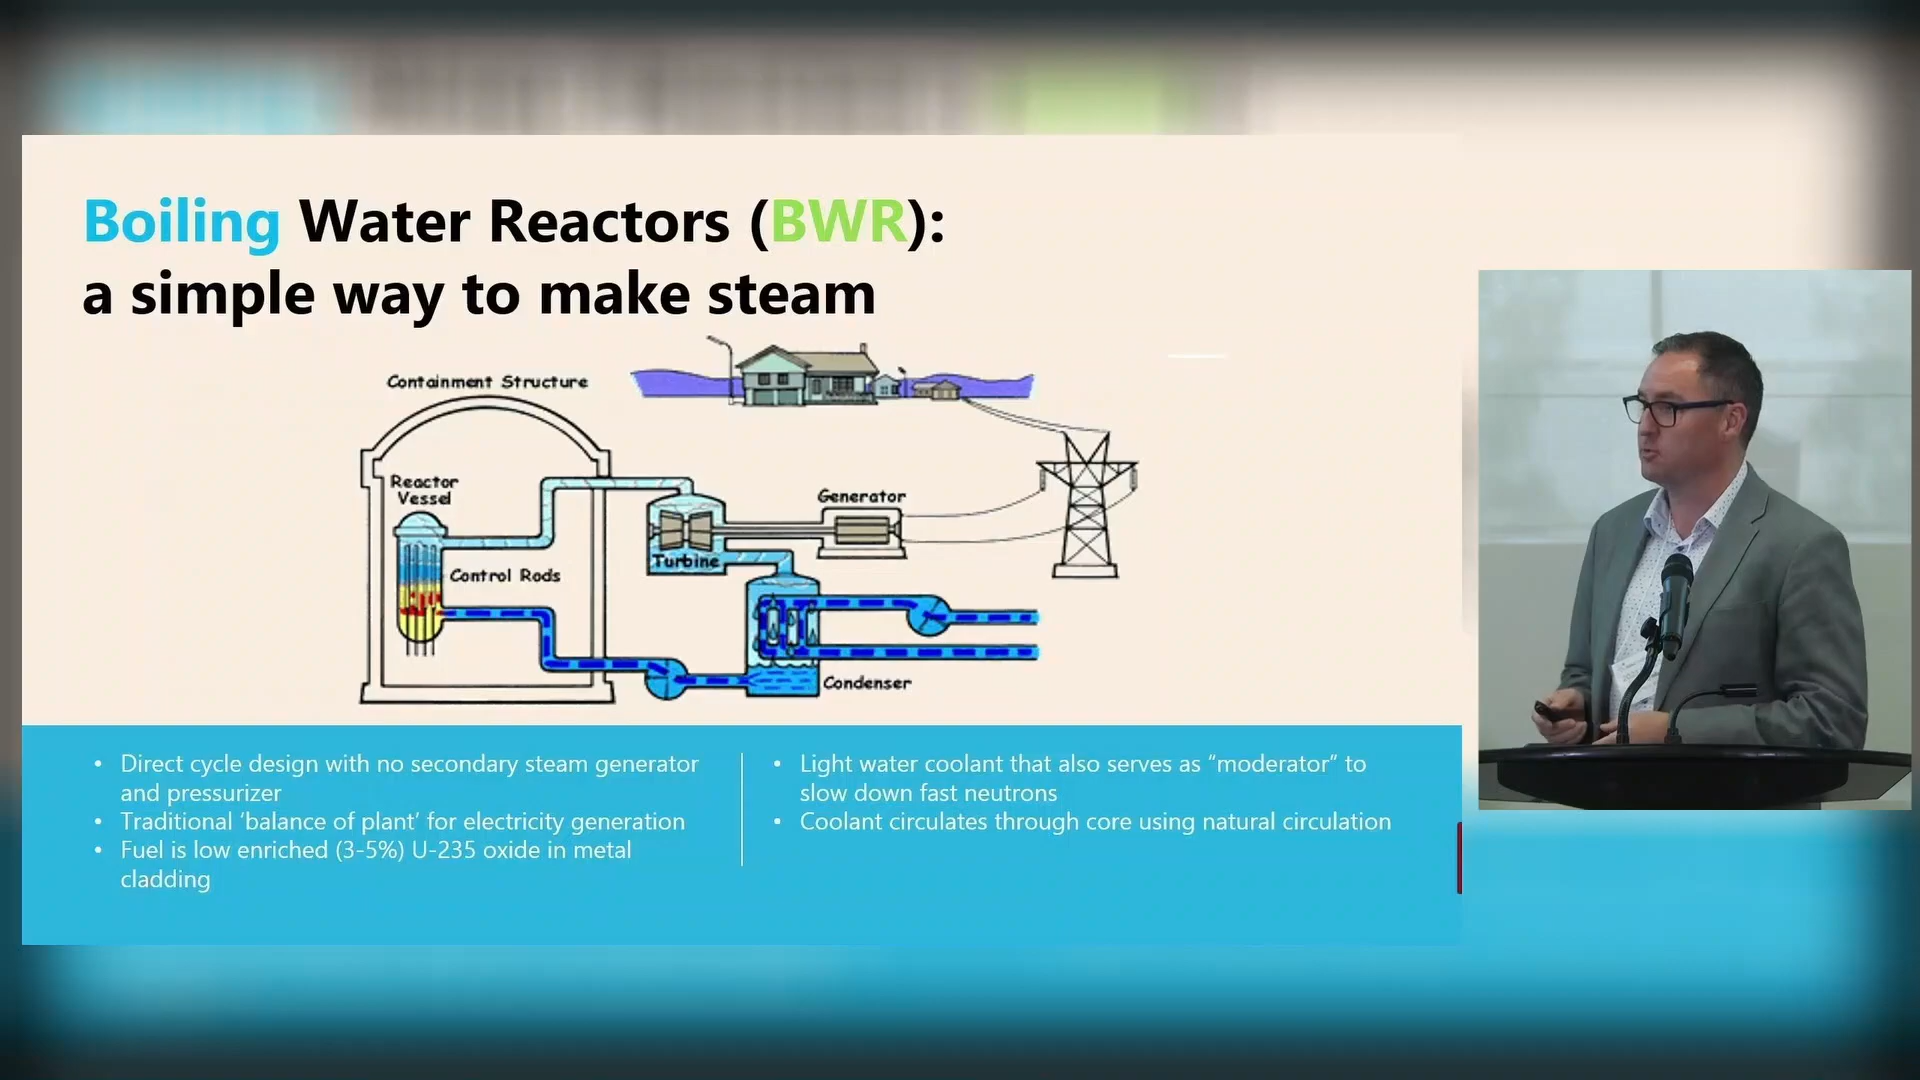 Boiling Water Reactors (BWR):
a simple way to make steam
Containment Structure
Reactor
Vessel
Control Rods
Turbine
Generator
Condenser
• Direct cycle design with no secondary steam generator
and pressurizer
• Traditional ‘balance of plant’ for electricity generation
• Fuel is low enriched (3-5%) U-235 oxide in metal
cladding
• Light water coolant that also serves as “moderator” to
slow down fast neutrons
• Coolant circulates through core using natural circulation